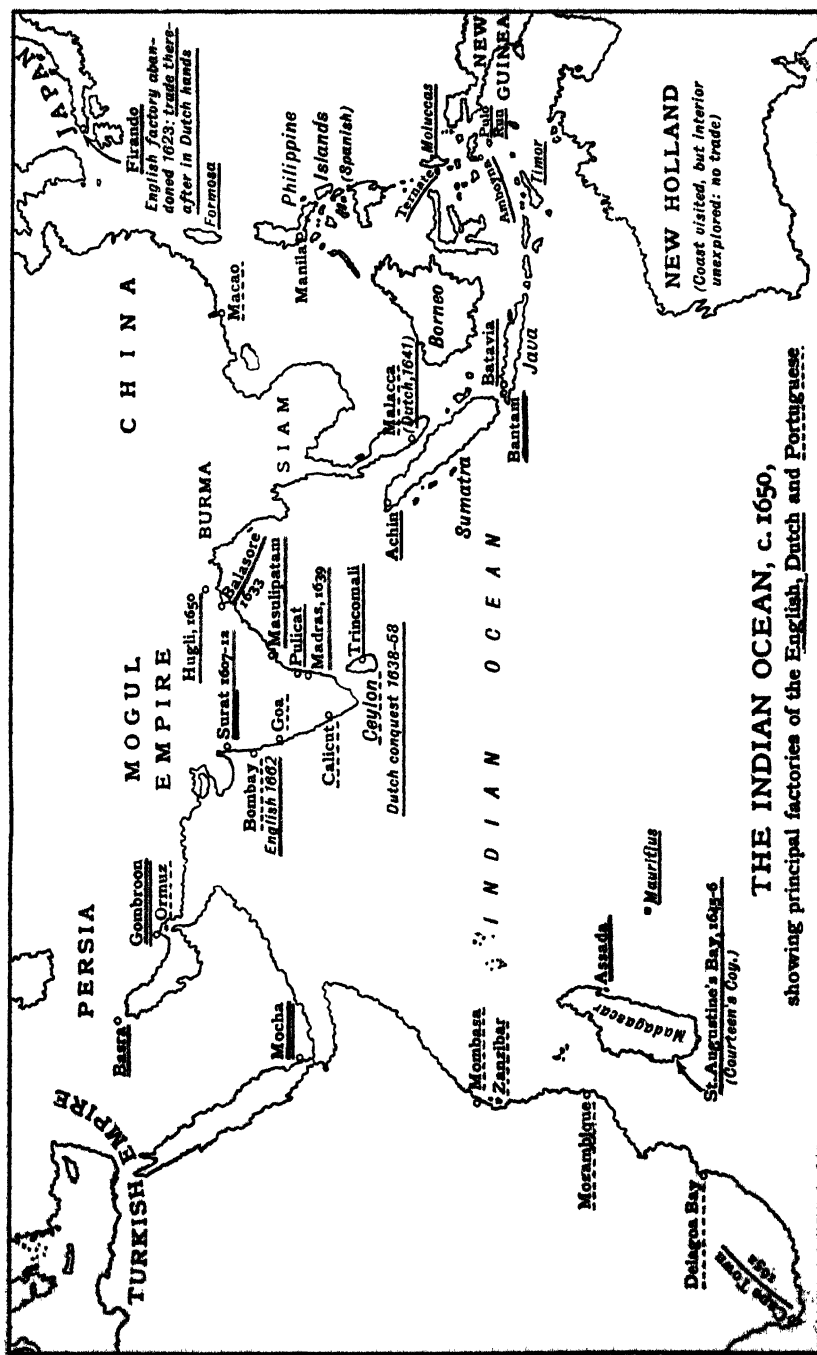 TURKISH EMPIRE
PERSIA
MOGUL
EMPIRE
CHINA
JAPAN
Firando
English factory aban-
doned 1623: trade there-
after in Dutch hands
Formosa
Basra
Gombroon
Ormuz
Mocha
Surat 1607-12
Bombay
English 1662
Goa
Calicut
Hugli, 1650
Balasore
1633
Masulipatam
Pulicat
Madras, 1639
Trincomali
Ceylon
Dutch conquest 1638-58
BURMA
SIAM
Macao
Manila
Philippine
Islands
(Spanish)
Malacca
(Dutch, 1641)
Achin
Sumatra
Borneo
Batavia
Bantam
Java
Ternate
Moluccas
Amboyna
Pulo
Run
Timor
NEW
GUINEA
NEW HOLLAND
(Coast visited, but interior
unexplored: no trade)
INDIAN OCEAN
Mombasa
Zanzibar
Mozambique
Delagoa Bay
Cape Town
1652
Madagascar
Assada
Mauritius
St. Augustine's Bay, 1645-6
(Courteen's Coy.)
THE INDIAN OCEAN, c. 1650,
showing principal factories of the English, Dutch and Portuguese